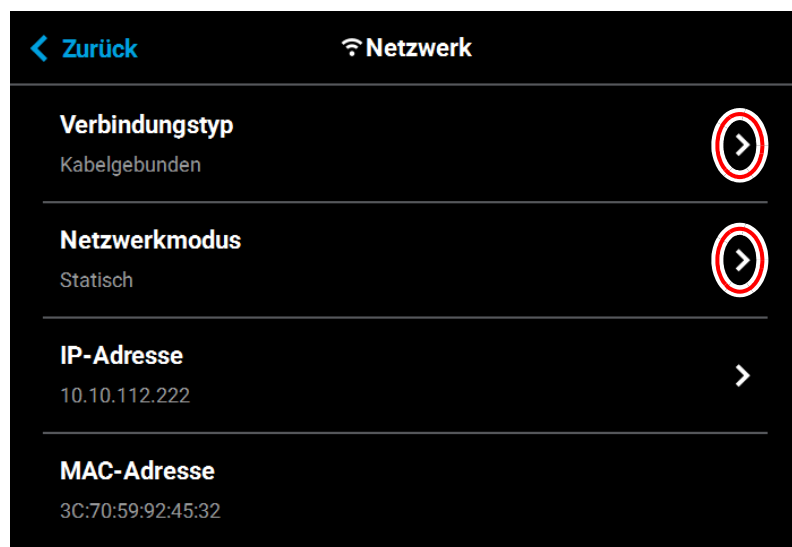 Zurück
Netzwerk
Verbindungstyp
Kabelgebunden
Netzwerkmodus
Statisch
IP-Adresse
10.10.112.222
MAC-Adresse
3C:70:59:92:45:32